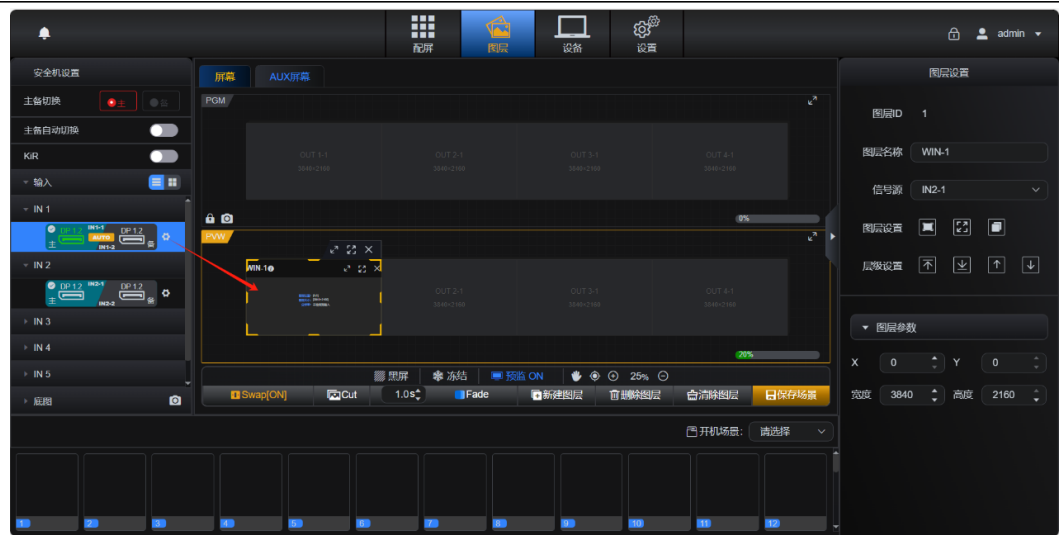 配屏
图层
设备
设置
admin
安全机设置
主备切换
主
备
主备自动切换
KiR
输入
IN 1
DP 1.2
IN1-1
DP 1.2
主
AUTO
IN1-2
备
IN 2
DP 1.2
IN2-1
DP 1.2
主
IN2-2
备
IN 3
IN 4
IN 5
底图
屏幕
AUX屏幕
PGM
OUT 1-1
OUT 2-1
OUT 3-1
OUT 4-1
3840×2160
3840×2160
3840×2160
3840×2160
0%
PVW
WIN-1
OUT 2-1
OUT 3-1
OUT 4-1
3840×2160
3840×2160
3840×2160
20%
黑屏
冻结
预监 ON
25%
Swap[ON]
Cut
1.0s
Fade
新建图层
删除图层
清除图层
保存场景
开机场景:
请选择
1
2
3
4
5
6
7
8
9
10
11
12
图层设置
图层ID
1
图层名称
WIN-1
信号源
IN2-1
图层设置
层级设置
图层参数
X
0
Y
0
宽度
3840
高度
2160